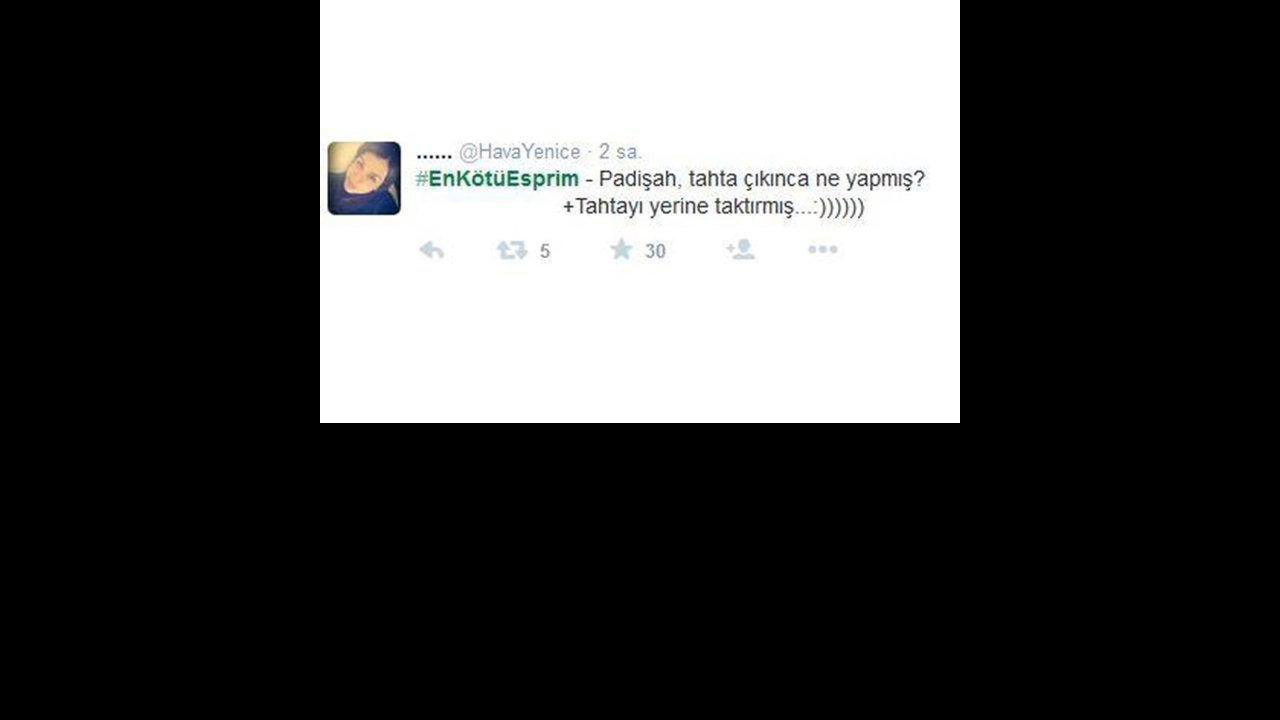 ...... @HavaYenice · 2 sa.
#EnKötüEsprim - Padişah, tahta çıkınca ne yapmış?
+Tahtayı yerine taktırmış...:))))))
5 30